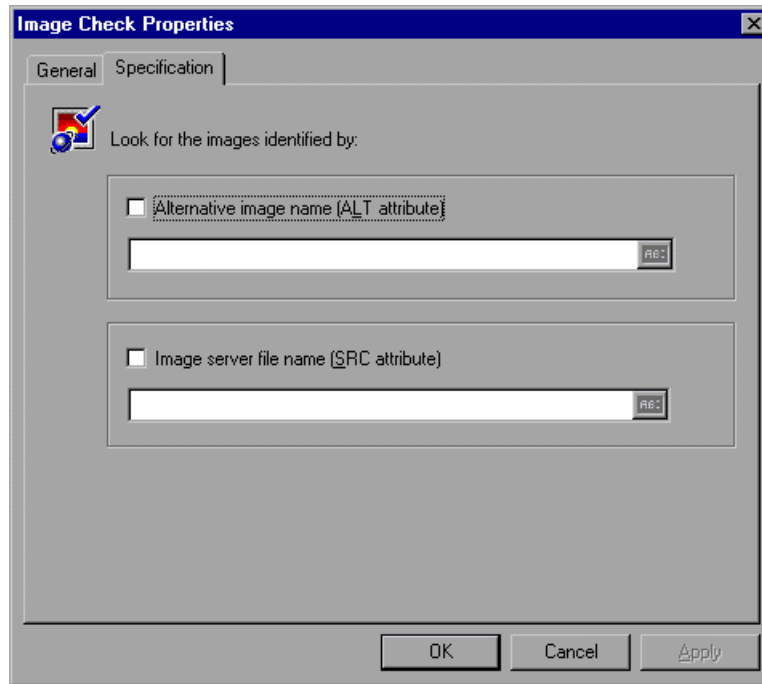 Image Check Properties
General Specification
Look for the images identified by:
Alternative image name (ALT attribute)
Image server file name (SRC attribute)
OK Cancel Apply